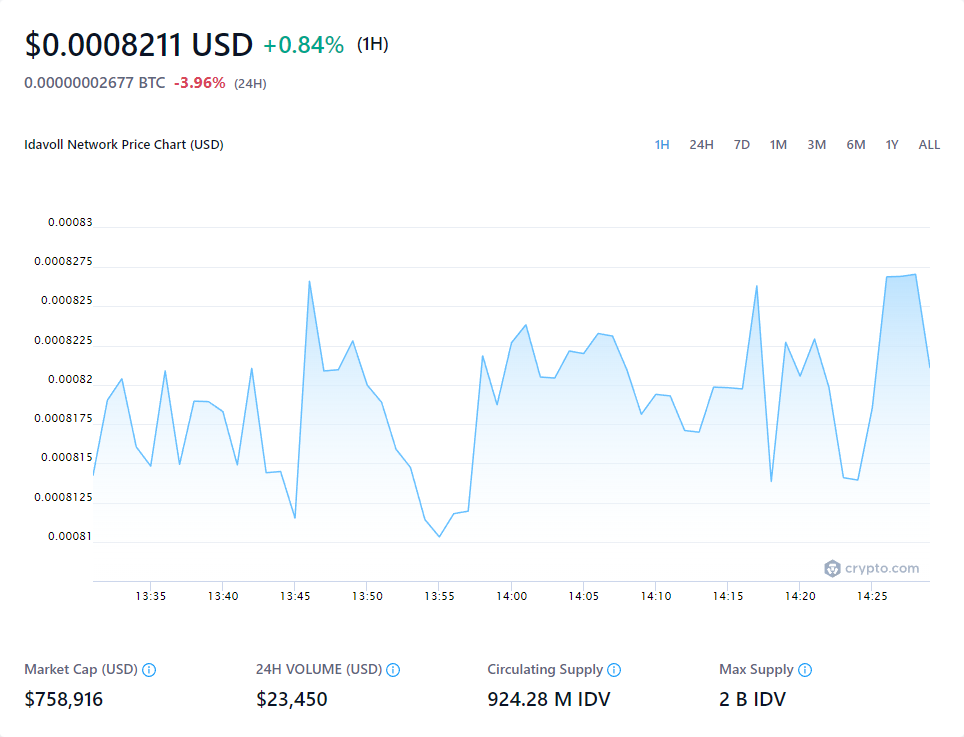 $0.0008211 USD +0.84% (1H)
0.00000002677 BTC -3.96% (24H)
Idavoll Network Price Chart (USD) 1H 24H 7D 1M 3M 6M 1Y ALL
0.00083
0.0008275
0.000825
0.0008225
0.00082
0.0008175
0.000815
0.0008125
0.00081
crypto.com
13:35 13:40 13:45 13:50 13:55 14:00 14:05 14:10 14:15 14:20 14:25
Market Cap (USD) 24H VOLUME (USD) Circulating Supply Max Supply
$758,916 $23,450 924.28 M IDV 2 B IDV